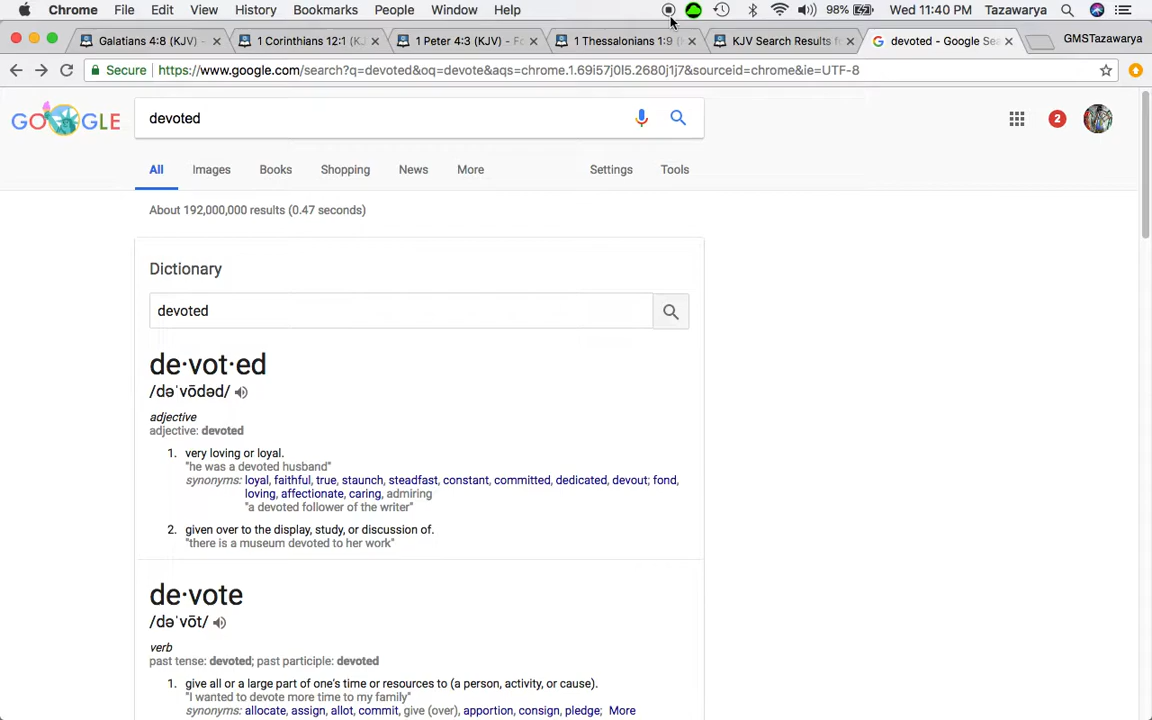 Chrome File Edit View History Bookmarks People Window Help 98% Wed 11:40 PM Tazawarya
Galatians 4:8 (KJV) - 1 Corinthians 12:1 (KJ 1 Peter 4:3 (KJV) - Fo 1 Thessalonians 1:9 ( KJV Search Results f devoted - Google Sea GMSTazawarya
Secure https://www.google.com/search?q=devoted&oq=devote&aqs=chrome.1.69i57j0l5.2680j1j7&sourceid=chrome&ie=UTF-8
GOOGLE devoted 2
All Images Books Shopping News More Settings Tools
About 192,000,000 results (0.47 seconds)
Dictionary
devoted
de·vot·ed
/dəˈvōdəd/
adjective
adjective: devoted
1. very loving or loyal.
"he was a devoted husband"
synonyms: loyal, faithful, true, staunch, steadfast, constant, committed, dedicated, devout; fond,
loving, affectionate, caring, admiring
"a devoted follower of the writer"
2. given over to the display, study, or discussion of.
"there is a museum devoted to her work"
de·vote
/dəˈvōt/
verb
past tense: devoted; past participle: devoted
1. give all or a large part of one's time or resources to (a person, activity, or cause).
"I wanted to devote more time to my family"
synonyms: allocate, assign, allot, commit, give (over), apportion, consign, pledge; More